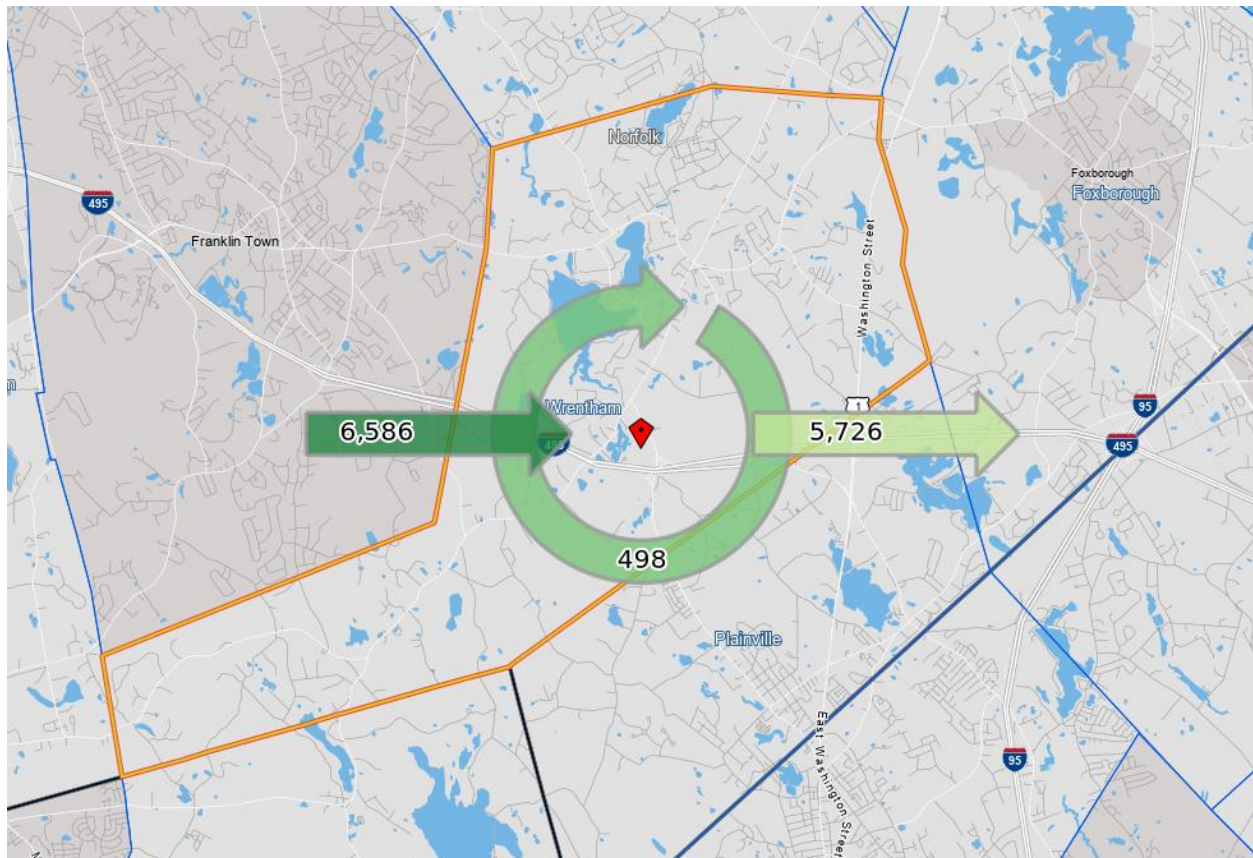 Norfolk
Foxborough
Foxborough
495
Washington Street
Franklin Town
m
Wrentham
1
95
6,586
5,726
495
498
Plainville
East Washington Street
95